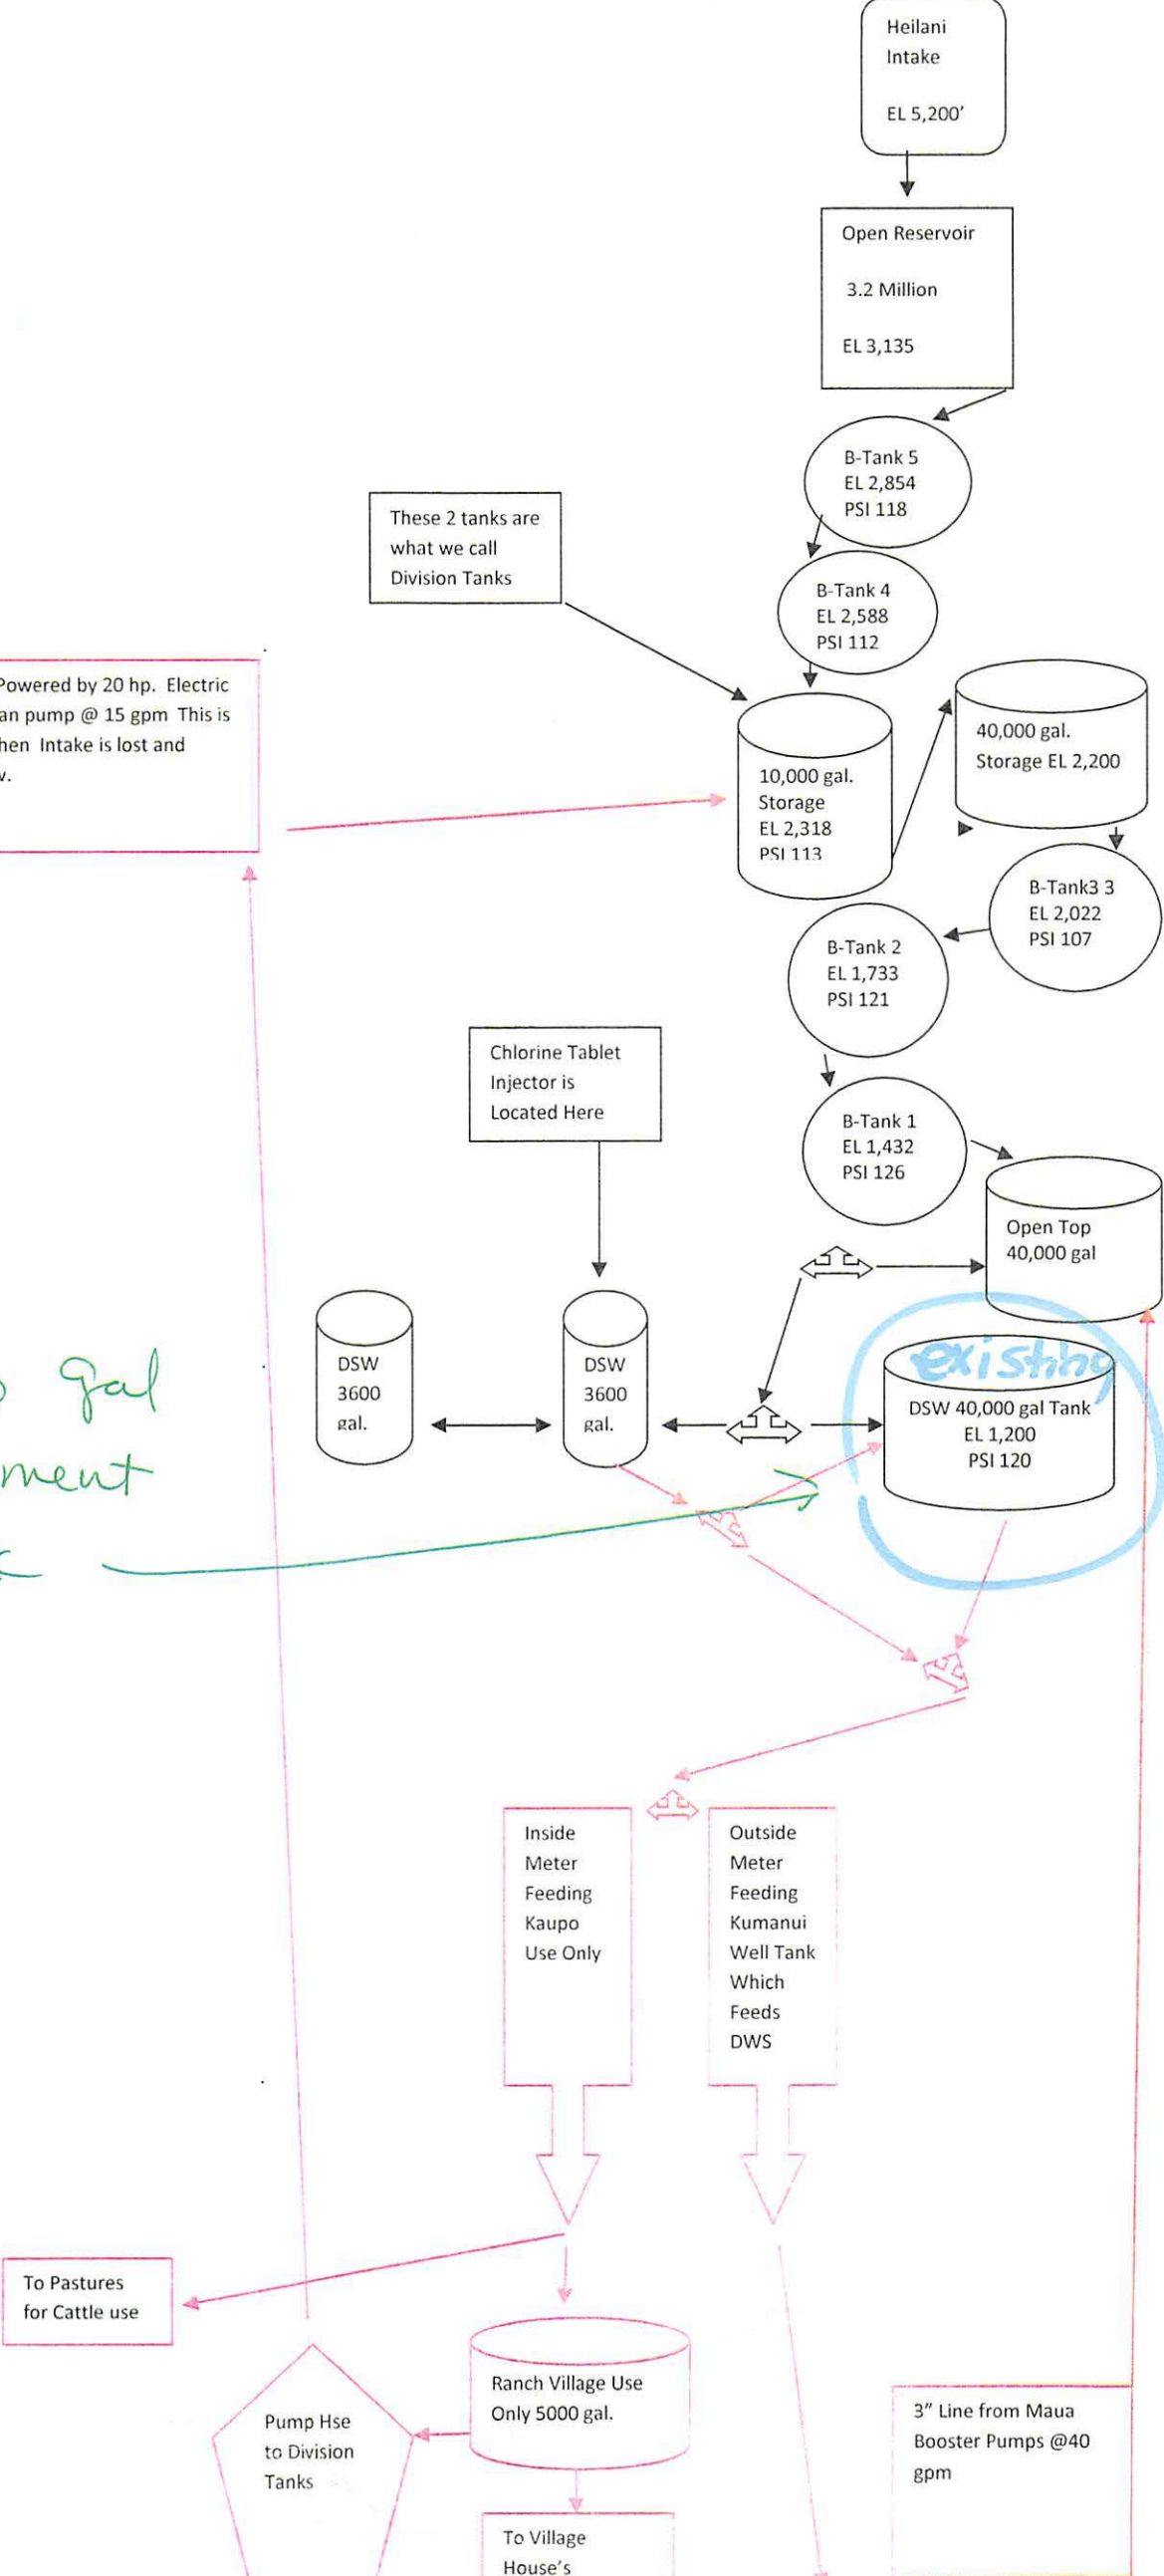 Heilani
Intake
EL 5,200'
Open Reservoir
3.2 Million
EL 3,135
B-Tank 5
EL 2,854
PSI 118
These 2 tanks are
what we call
Division Tanks
B-Tank 4
EL 2,588
PSI 112
Powered by 20 hp. Electric
an pump @ 15 gpm This is
hen Intake is lost and
w.
40,000 gal.
Storage EL 2,200
10,000 gal.
Storage
EL 2,318
PSI 113
B-Tank3 3
EL 2,022
PSI 107
B-Tank 2
EL 1,733
PSI 121
Chlorine Tablet
Injector is
Located Here
B-Tank 1
EL 1,432
PSI 126
Open Top
40,000 gal
DSW
3600
gal.
DSW
3600
gal.
existing
DSW 40,000 gal Tank
EL 1,200
PSI 120
gal
ment
Inside
Meter
Feeding
Kaupo
Use Only
Outside
Meter
Feeding
Kumanui
Well Tank
Which
Feeds
DWS
To Pastures
for Cattle use
Ranch Village Use
Only 5000 gal.
Pump Hse
to Division
Tanks
3" Line from Maua
Booster Pumps @40
gpm
To Village
House's